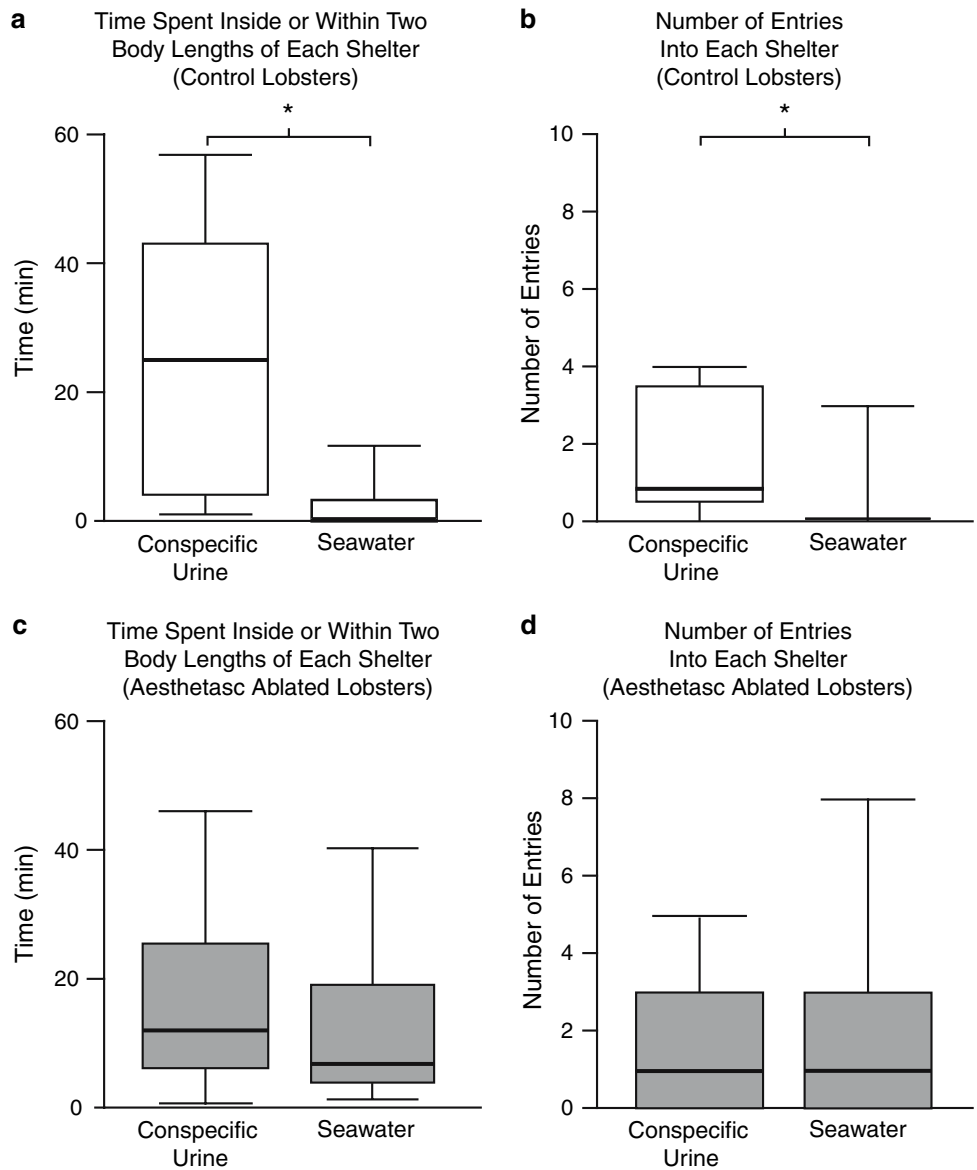 a
Time Spent Inside or Within Two
Body Lengths of Each Shelter
(Control Lobsters)
*
60
40
20
0
Time (min)
Conspecific
Urine
Seawater
b
Number of Entries
Into Each Shelter
(Control Lobsters)
*
10
8
6
4
2
0
Number of Entries
Conspecific
Urine
Seawater
c
Time Spent Inside or Within Two
Body Lengths of Each Shelter
(Aesthetasc Ablated Lobsters)
60
40
20
0
Time (min)
Conspecific
Urine
Seawater
d
Number of Entries
Into Each Shelter
(Aesthetasc Ablated Lobsters)
10
8
6
4
2
0
Number of Entries
Conspecific
Urine
Seawater